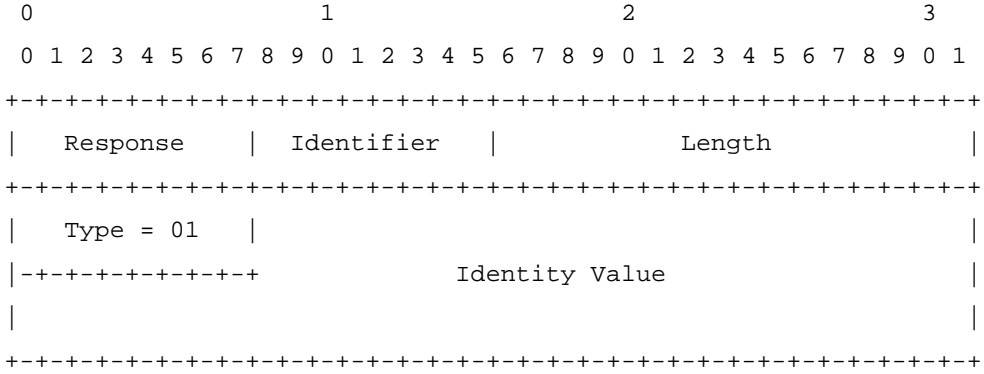 0                   1                   2                   3
 0 1 2 3 4 5 6 7 8 9 0 1 2 3 4 5 6 7 8 9 0 1 2 3 4 5 6 7 8 9 0 1
+-+-+-+-+-+-+-+-+-+-+-+-+-+-+-+-+-+-+-+-+-+-+-+-+-+-+-+-+-+-+-+-+
|   Response    |  Identifier   |            Length             |
+-+-+-+-+-+-+-+-+-+-+-+-+-+-+-+-+-+-+-+-+-+-+-+-+-+-+-+-+-+-+-+-+
|   Type = 01   |                                               |
|-+-+-+-+-+-+-+-+             Identity Value                    |
|                                                               |
+-+-+-+-+-+-+-+-+-+-+-+-+-+-+-+-+-+-+-+-+-+-+-+-+-+-+-+-+-+-+-+-+